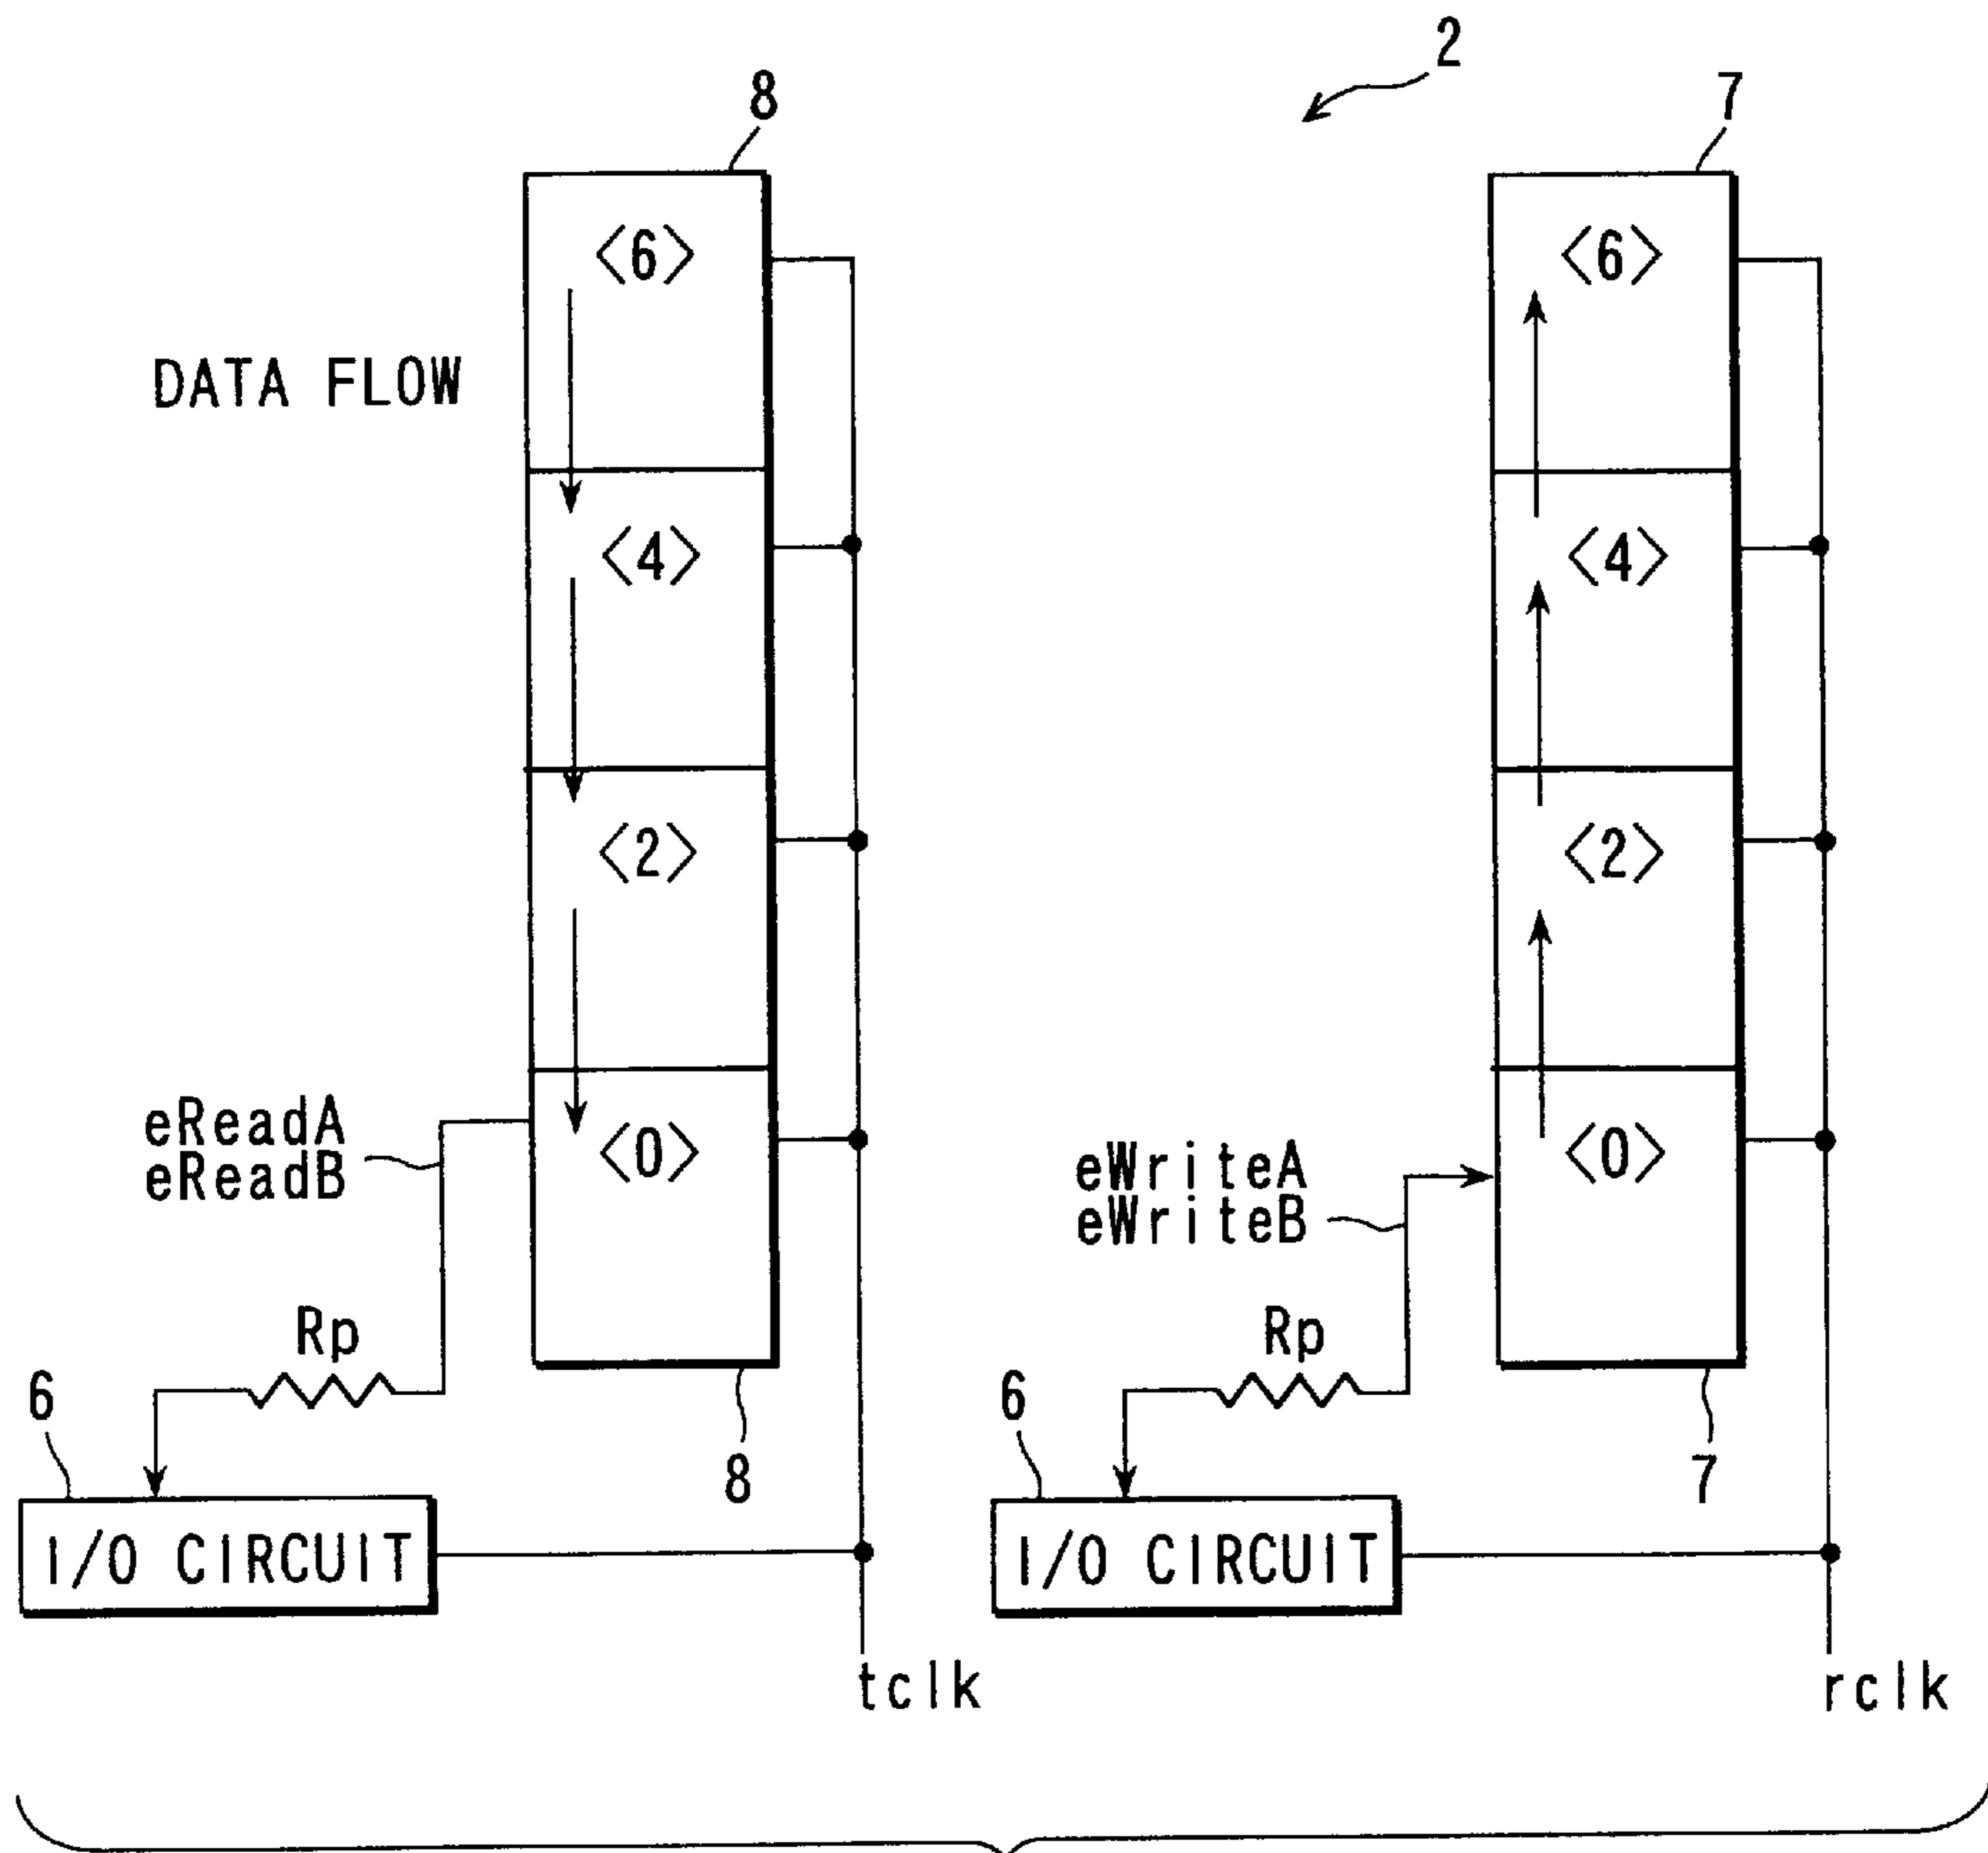 2
8
7
<6>
<6>
DATA FLOW
<4>
<4>
<2>
<2>
eReadA
eReadB
<0>
<0>
eWriteA
eWriteB
Rp
Rp
6
6
8
7
I/O CIRCUIT
I/O CIRCUIT
tclk
rclk